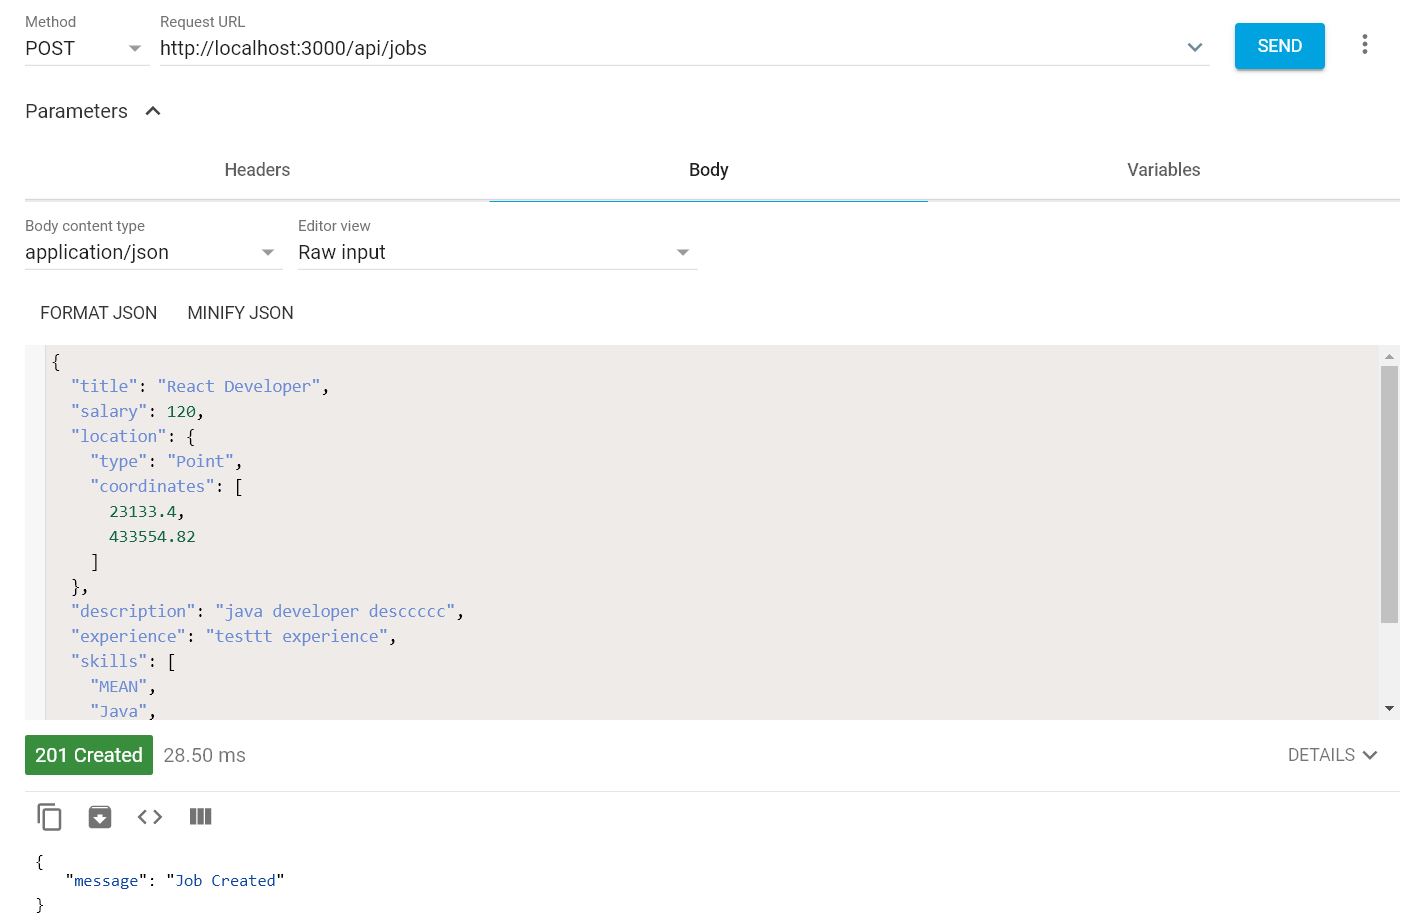 Method
Request URL
POST
http://localhost:3000/api/jobs
SEND
Parameters
Headers
Body
Variables
Body content type
Editor view
application/json
Raw input
FORMAT JSON
MINIFY JSON
{
"title": "React Developer",
"salary": 120,
"location": {
"type": "Point",
"coordinates": [
23133.4,
433554.82
]
},
"description": "java developer desccccc",
"experience": "testtt experience",
"skills": [
"MEAN",
"Java",
201 Created
28.50 ms
DETAILS
{
"message": "Job Created"
}